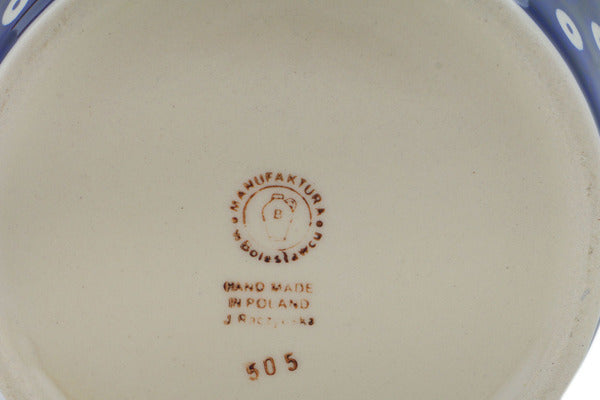 MANUFAKTURA
w Bolesławcu
B
HAND MADE
IN POLAND
J.
505